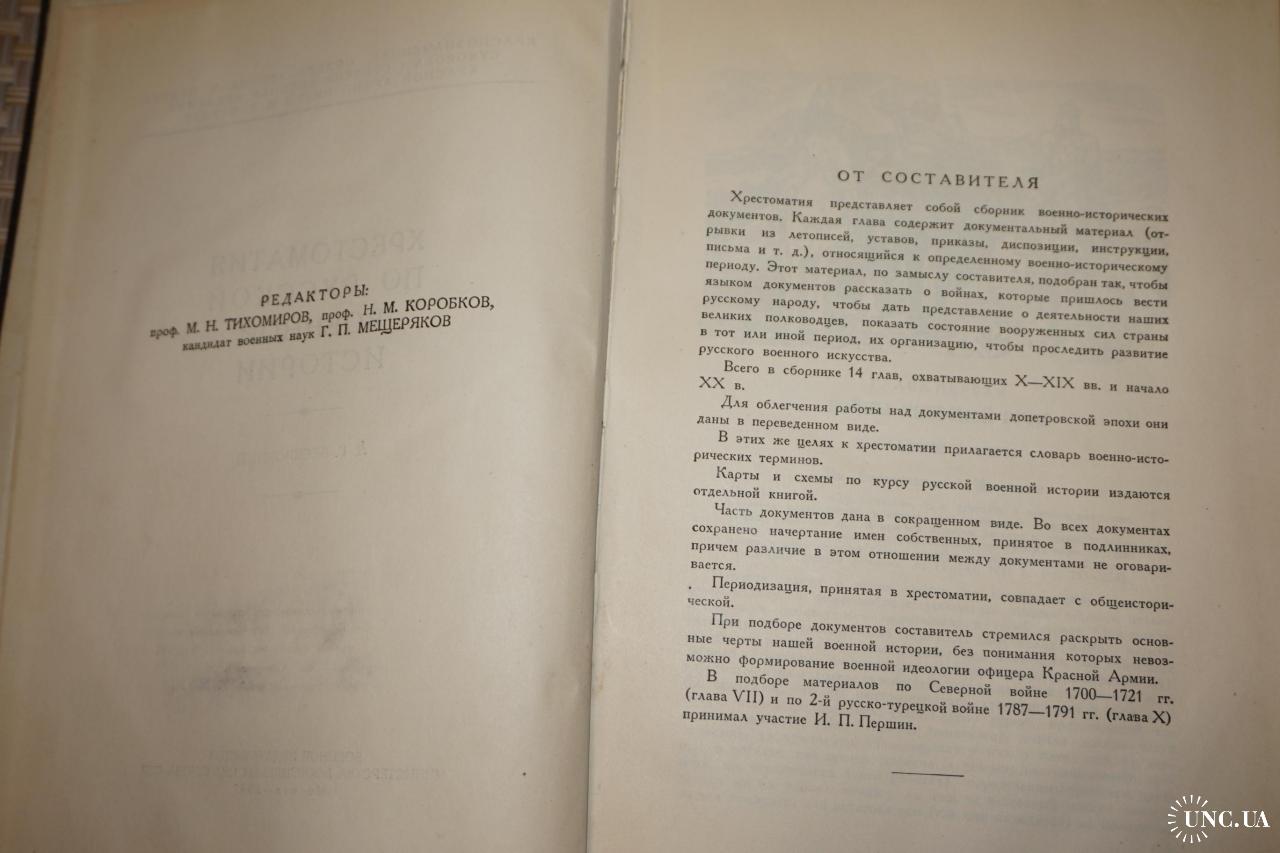 РЕДАКТОРЫ:
проф. М. Н. ТИХОМИРОВ, проф. Н. М. КОРОБКОВ,
кандидат военных наук Г. П. МЕЩЕРЯКОВ
ОТ СОСТАВИТЕЛЯ
Хрестоматия представляет собой сборник военно-исторических
документов. Каждая глава содержит документальный материал (от-
рывки из летописей, уставов, приказы, диспозиции, инструкции,
письма и т. д.), относящийся к определенному военно-историческому
периоду. Этот материал, по замыслу составителя, подобран так, чтобы
языком документов рассказать о войнах, которые пришлось вести
русскому народу, чтобы дать представление о деятельности наших
великих полководцев, показать состояние вооруженных сил страны
в тот или иной период, их организацию, чтобы проследить развитие
русского военного искусства.
Всего в сборнике 14 глав, охватывающих X—XIX вв. и начало
XX в.
Для облегчения работы над документами допетровской эпохи они
даны в переведенном виде.
В этих же целях к хрестоматии прилагается словарь военно-исто-
рических терминов.
Карты и схемы по курсу русской военной истории издаются
отдельной книгой.
Часть документов дана в сокращенном виде. Во всех документах
сохранено начертание имен собственных, принятое в подлинниках,
причем различие в этом отношении между документами не оговари-
вается.
Периодизация, принятая в хрестоматии, совпадает с общеистори-
ческой.
При подборе документов составитель стремился раскрыть основ-
ные черты нашей военной истории, без понимания которых невоз-
можно формирование военной идеологии офицера Красной Армии.
В подборе материалов по Северной войне 1700—1721 гг.
(глава VII) и по 2-й русско-турецкой войне 1787—1791 гг. (глава X)
принимал участие И. П. Першин.
UNC.UA